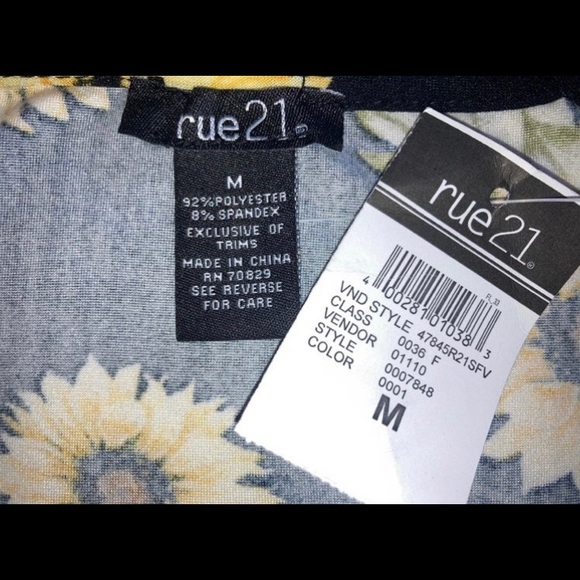 rue21®
M
92% POLYESTER
8% SPANDEX
EXCLUSIVE OF
TRIMS
MADE IN CHINA
RN 70829
SEE REVERSE
FOR CARE
rue21®
FL_33
4 00281 01038 3
VND STYLE 47845R21SFV
CLASS 0036 F
VENDOR 01110
STYLE 0007848
COLOR 0001
M